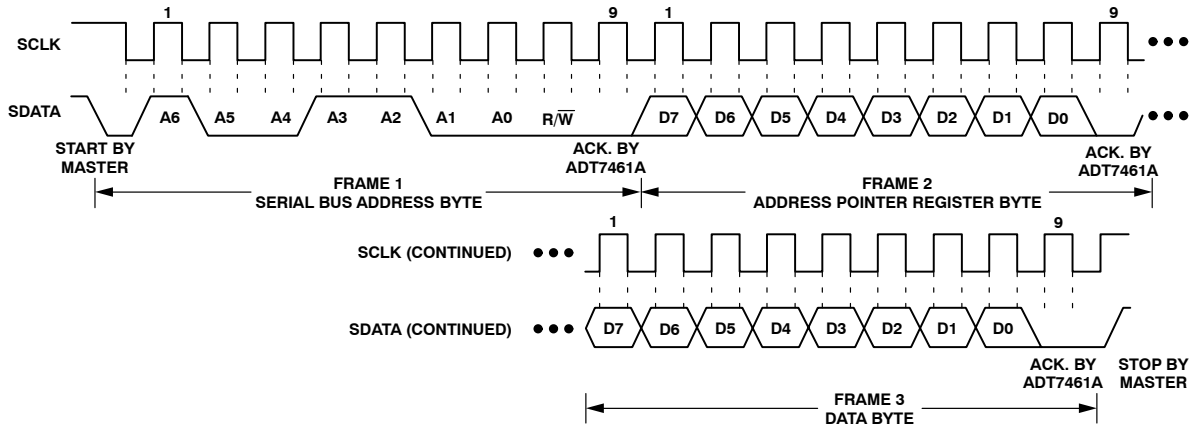 1 9 1 9
SCLK
SDATA A6 A5 A4 A3 A2 A1 A0 R/W̅ D7 D6 D5 D4 D3 D2 D1 D0
START BY
MASTER
ACK. BY
ADT7461A
ACK. BY
ADT7461A
FRAME 1
SERIAL BUS ADDRESS BYTE
FRAME 2
ADDRESS POINTER REGISTER BYTE
1 9
SCLK (CONTINUED)
SDATA (CONTINUED) D7 D6 D5 D4 D3 D2 D1 D0
ACK. BY
ADT7461A
STOP BY
MASTER
FRAME 3
DATA BYTE